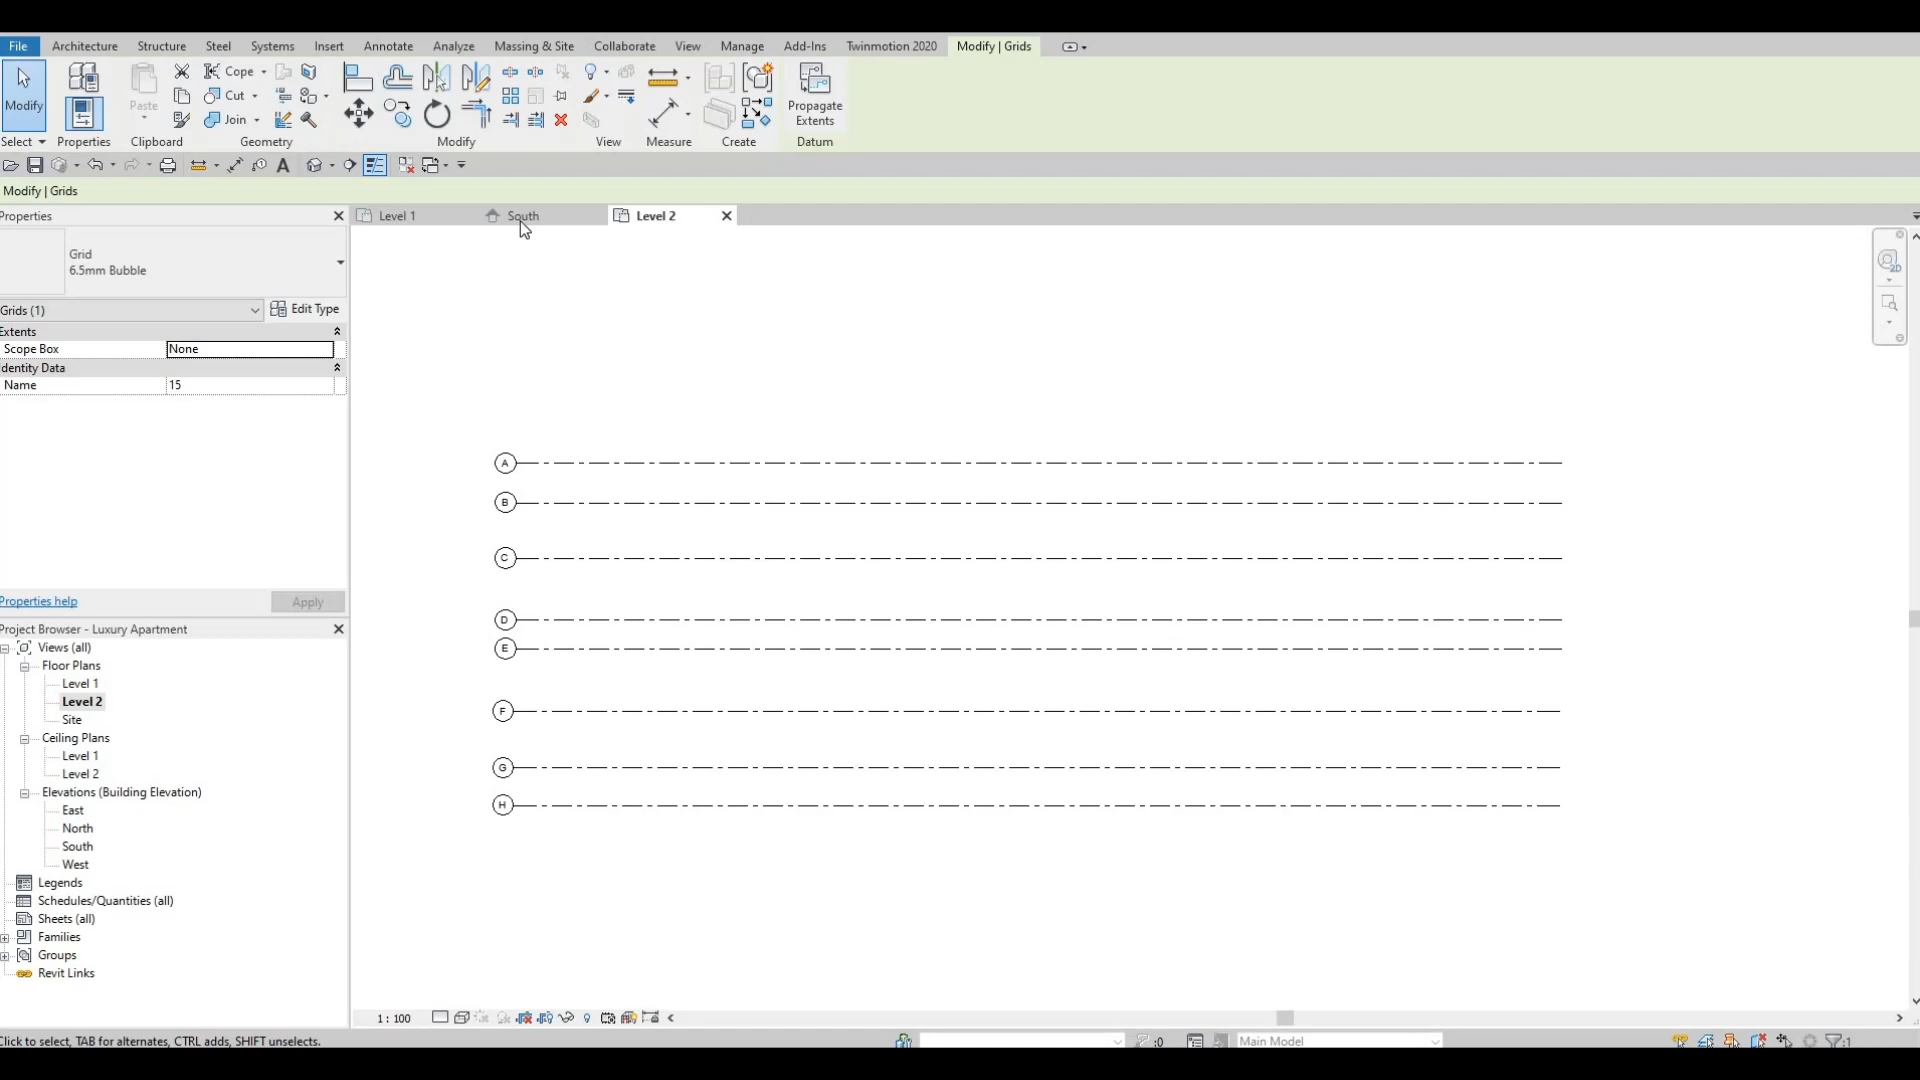 File Architecture Structure Steel Systems Insert Annotate Analyze Massing & Site Collaborate View Manage Add-Ins Twinmotion 2020 Modify | Grids
Modify
Paste
Cope
Cut
Join
Propagate
Extents
Select Properties Clipboard Geometry Modify View Measure Create Datum
Modify | Grids
Properties
Level 1
South
Level 2
Grid
6.5mm Bubble
Grids (1)
Edit Type
Extents
Scope Box None
Identity Data
Name 15
Properties help
Apply
Project Browser - Luxury Apartment
Views (all)
Floor Plans
Level 1
Level 2
Site
Ceiling Plans
Level 1
Level 2
Elevations (Building Elevation)
East
North
South
West
Legends
Schedules/Quantities (all)
Sheets (all)
Families
Groups
Revit Links
A
B
C
D
E
F
G
H
2D
1 : 100
Click to select, TAB for alternates, CTRL adds, SHIFT unselects.
:0
Main Model
:1